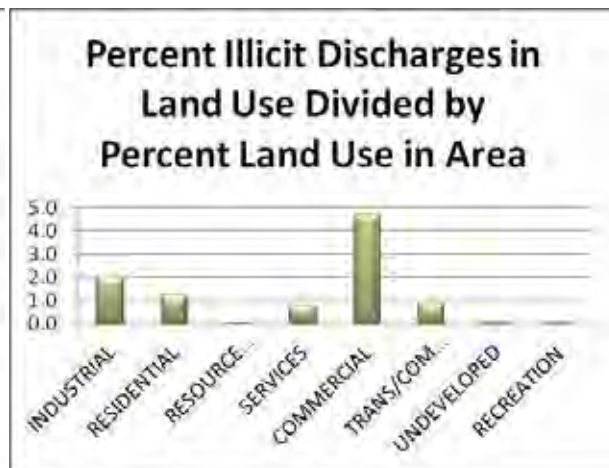 Percent Illicit Discharges in
Land Use Divided by
Percent Land Use in Area
5.0
4.0
3.0
2.0
1.0
0.0
INDUSTRIAL
RESIDENTIAL
RESOURCE...
SERVICES
COMMERCIAL
TRANS/COM...
UNDEVELOPED
RECREATION